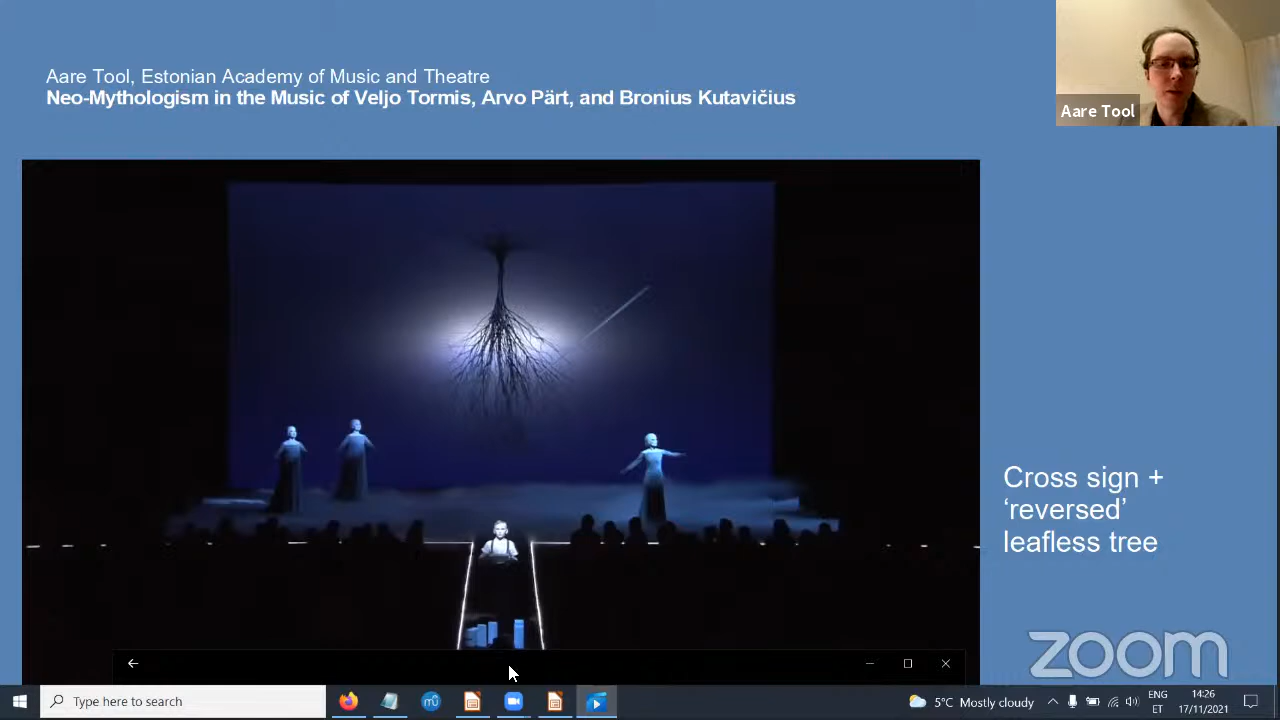 Aare Tool, Estonian Academy of Music and Theatre
Neo-Mythologism in the Music of Veljo Tormis, Arvo Pärt, and Bronius Kutavičius
Aare Tool
Cross sign +
‘reversed’
leafless tree
zoom
Type here to search
5°C Mostly cloudy
ENG
ET
14:26
17/11/2021